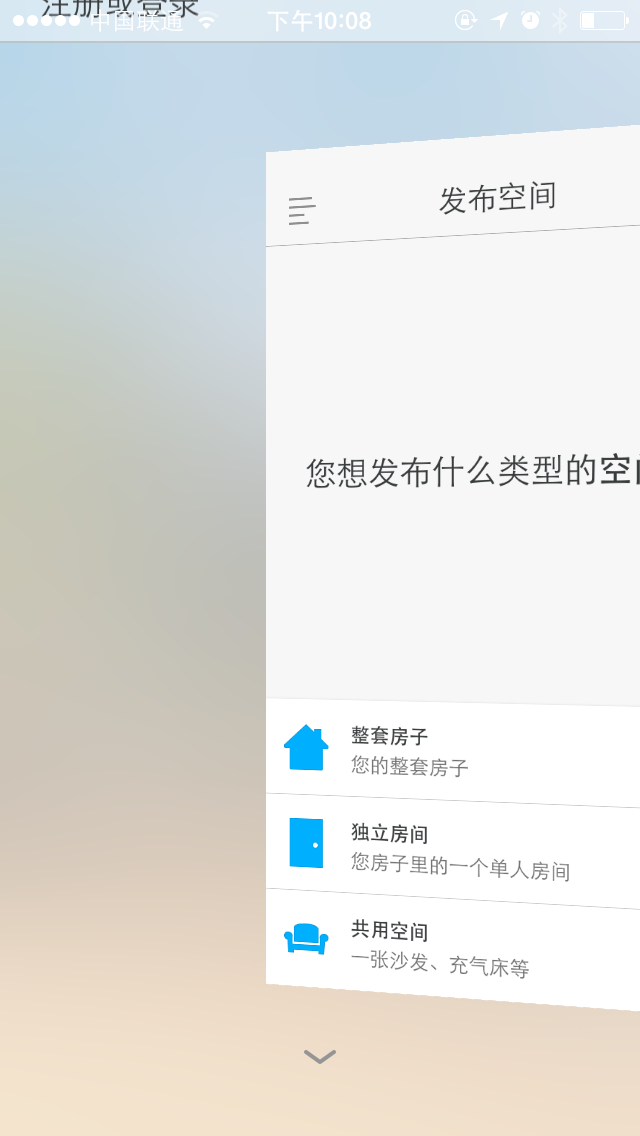 注册或登录
中国联通 下午10:08
发布空间
您想发布什么类型的空
整套房子
您的整套房子
独立房间
您房子里的一个单人房间
共用空间
一张沙发、充气床等